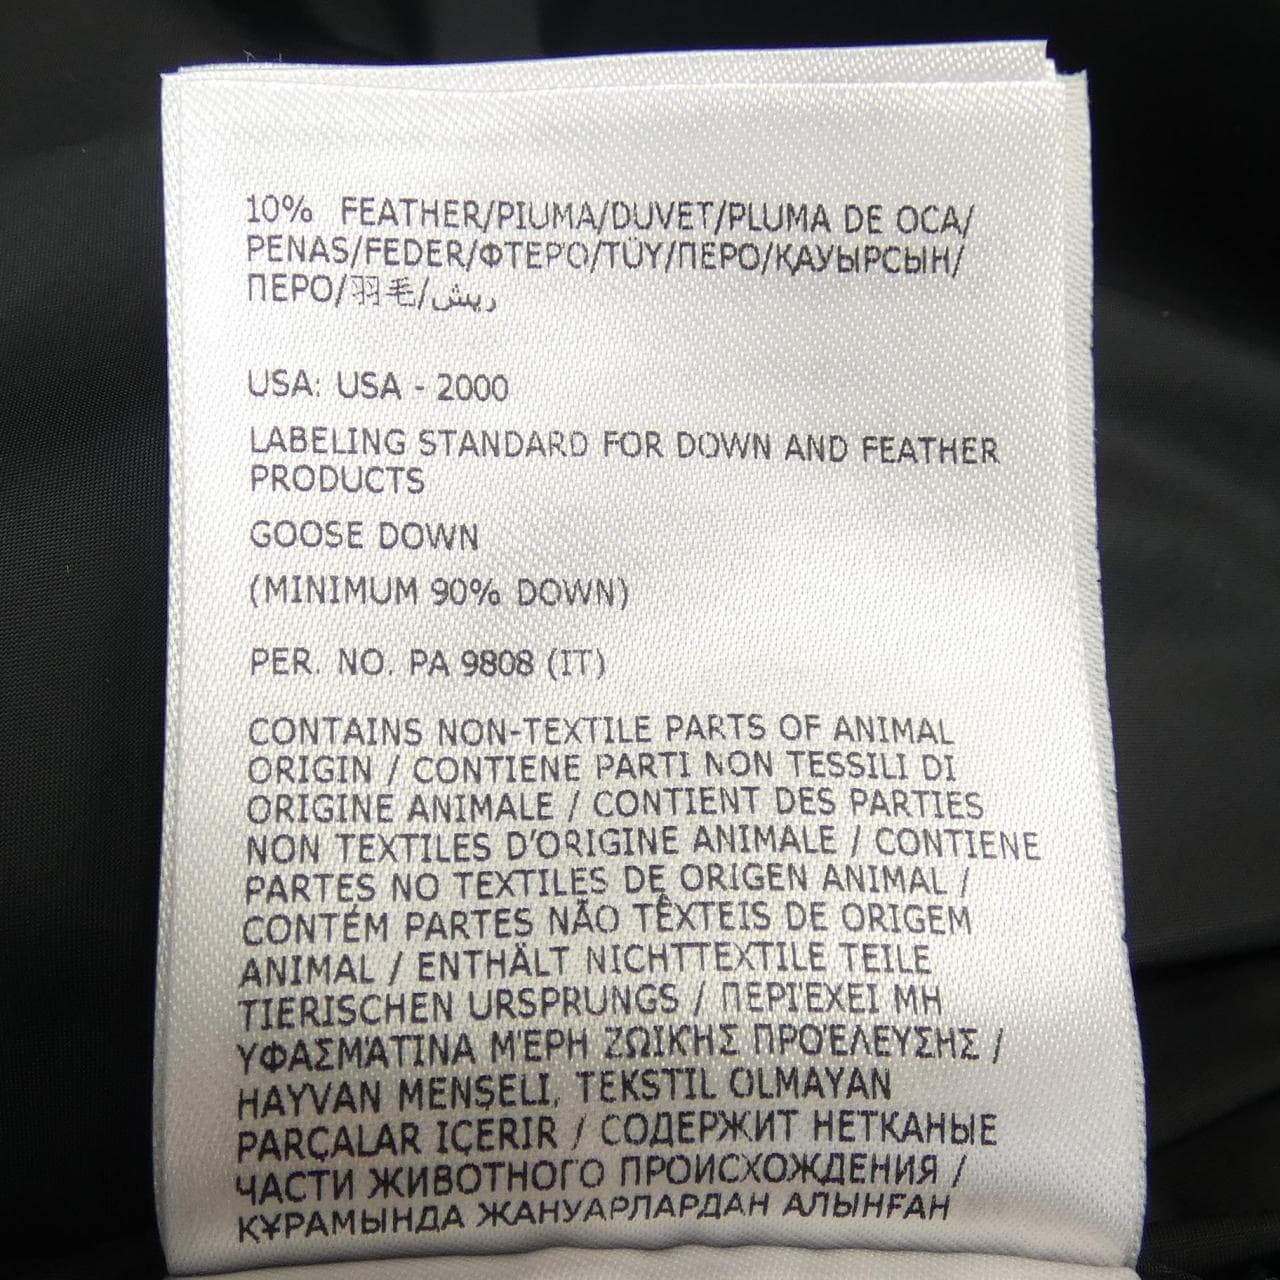 10% FEATHER/PIUMA/DUVET/PLUMA DE OCA/
PENAS/FEDER/ΦΤΕΡΌ/TÜY/ПЕРО/ҚАУЫРСЫН/
ПЕРО/羽毛/ريش
USA: USA - 2000
LABELING STANDARD FOR DOWN AND FEATHER
PRODUCTS
GOOSE DOWN
(MINIMUM 90% DOWN)
PER. NO. PA 9808 (IT)
CONTAINS NON-TEXTILE PARTS OF ANIMAL
ORIGIN / CONTIENE PARTI NON TESSILI DI
ORIGINE ANIMALE / CONTIENT DES PARTIES
NON TEXTILES D'ORIGINE ANIMALE / CONTIENE
PARTES NO TEXTILES DE ORIGEN ANIMAL /
CONTÉM PARTES NÃO TÊXTEIS DE ORIGEM
ANIMAL / ENTHÄLT NICHTTEXTILE TEILE
TIERISCHEN URSPRUNGS / ΠΕΡΙΈΧΕΙ ΜΗ
ΥΦΑΣΜΆΤΙΝΑ ΜΈΡΗ ΖΩΙΚΉΣ ΠΡΟΈΛΕΥΣΗΣ /
HAYVAN MENŞELI, TEKSTIL OLMAYAN
PARÇALAR IÇERIR / СОДЕРЖИТ НЕТКАНЫЕ
ЧАСТИ ЖИВОТНОГО ПРОИСХОЖДЕНИЯ /
ҚҰРАМЫНДА ЖАНУАРЛАРДАН АЛЫНҒАН